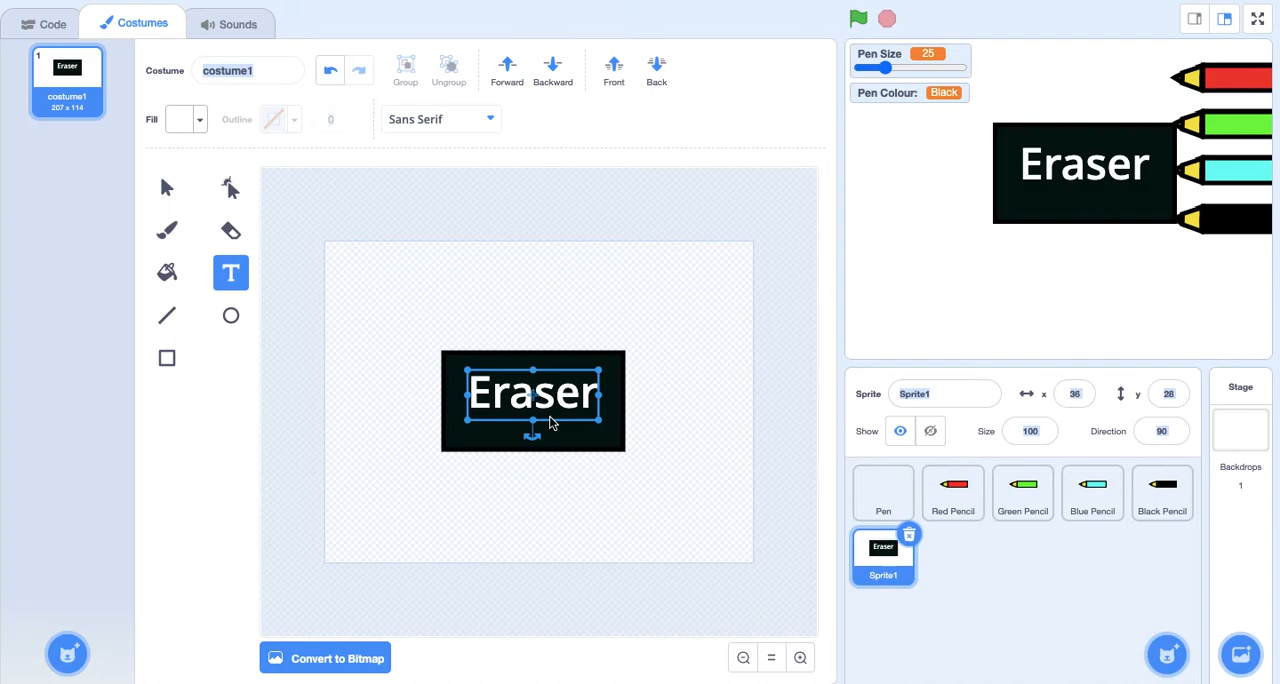 Code
Costumes
Sounds
1
Eraser
costume1
207 x 114
Costume
costume1
Group
Ungroup
Forward
Backward
Front
Back
Fill
Outline
0
Sans Serif
T
Eraser
Convert to Bitmap
Pen Size 25
Pen Colour: Black
Eraser
Sprite Sprite1 x 36 y 28
Show Size 100 Direction 90
Pen
Red Pencil
Green Pencil
Blue Pencil
Black Pencil
Eraser
Sprite1
Stage
Backdrops
1